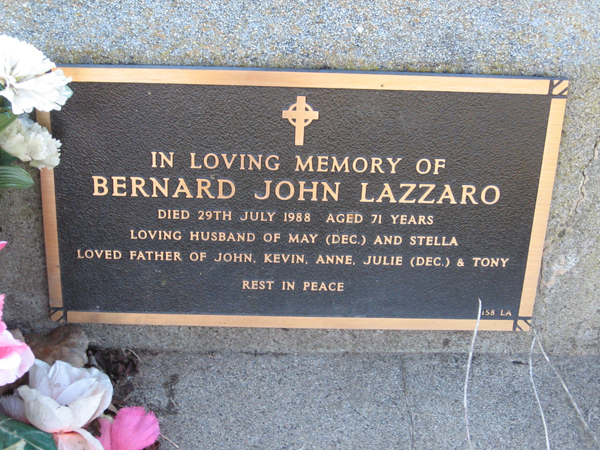 IN LOVING MEMORY OF
BERNARD JOHN LAZZARO
DIED 29TH JULY 1988 AGED 71 YEARS
LOVING HUSBAND OF MAY (DEC.) AND STELLA
LOVED FATHER OF JOHN, KEVIN, ANNE, JULIE (DEC.) & TONY
REST IN PEACE
158 LA